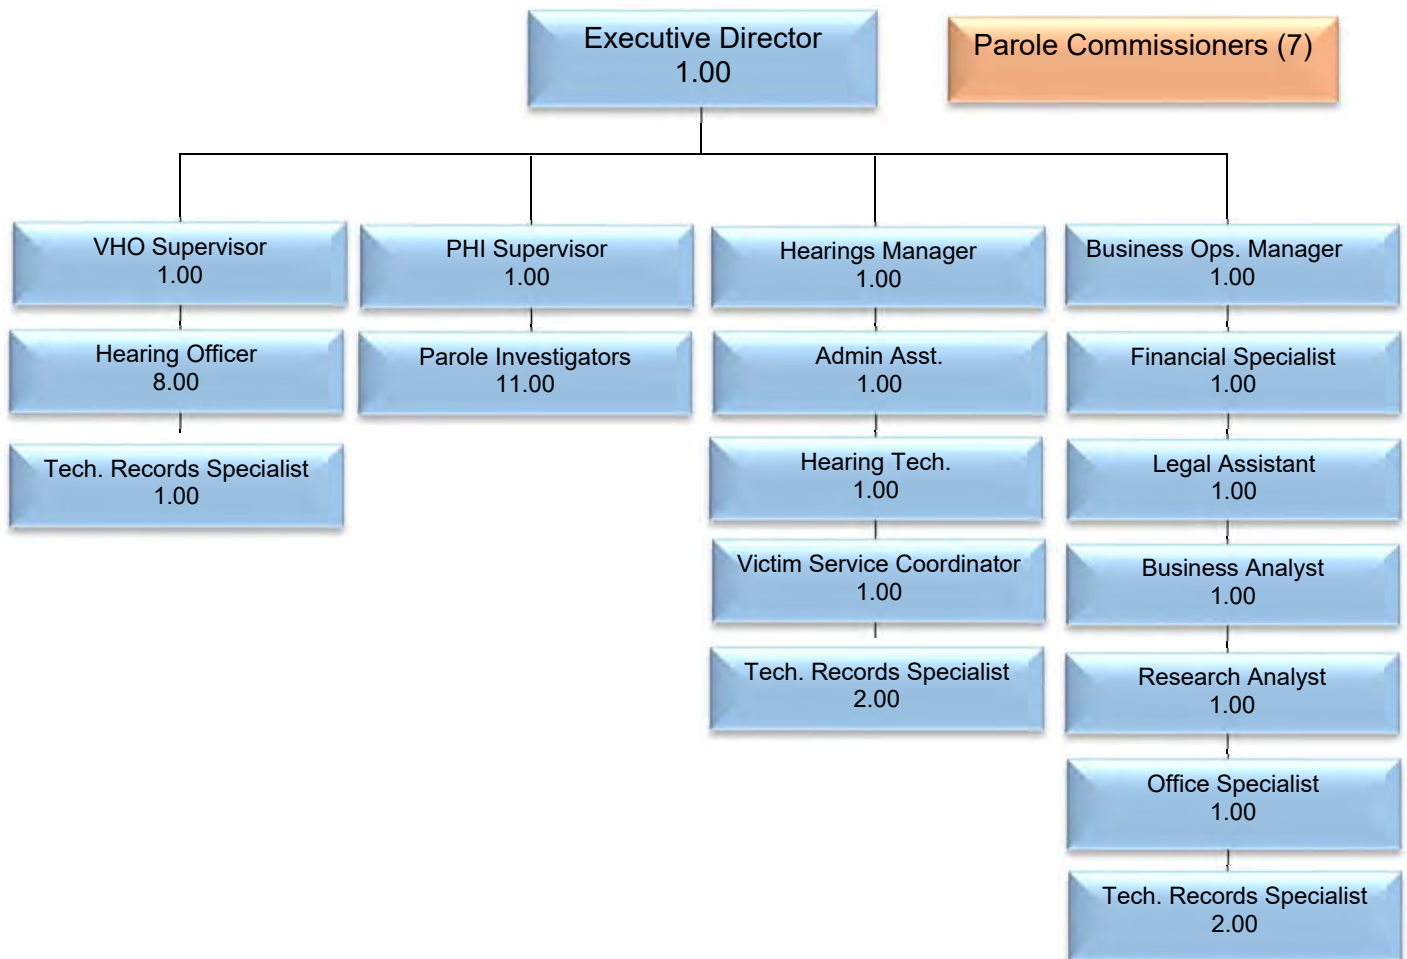 Executive Director
1.00
Parole Commissioners (7)
VHO Supervisor
1.00
Hearing Officer
8.00
Tech. Records Specialist
1.00
PHI Supervisor
1.00
Parole Investigators
11.00
Hearings Manager
1.00
Admin Asst.
1.00
Hearing Tech.
1.00
Victim Service Coordinator
1.00
Tech. Records Specialist
2.00
Business Ops. Manager
1.00
Financial Specialist
1.00
Legal Assistant
1.00
Business Analyst
1.00
Research Analyst
1.00
Office Specialist
1.00
Tech. Records Specialist
2.00